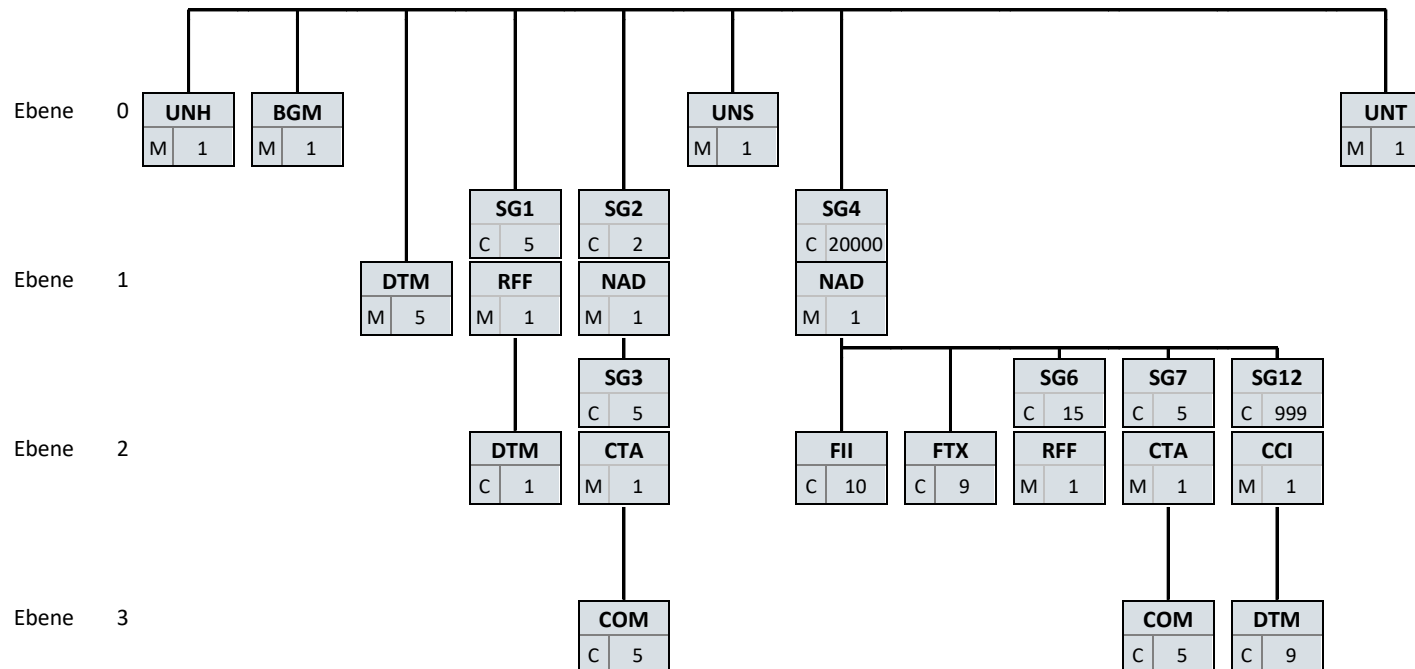 Ebene 0 UNH BGM UNS UNT
M 1 M 1 M 1 M 1
SG1 SG2 SG4
C 5 C 2 C 20000
Ebene 1 DTM RFF NAD NAD
M 5 M 1 M 1 M 1
SG3 SG6 SG7 SG12
C 5 C 15 C 5 C 999
Ebene 2 DTM CTA FII FTX RFF CTA CCI
C 1 M 1 C 10 C 9 M 1 M 1 M 1
Ebene 3 COM COM DTM
C 5 C 5 C 9